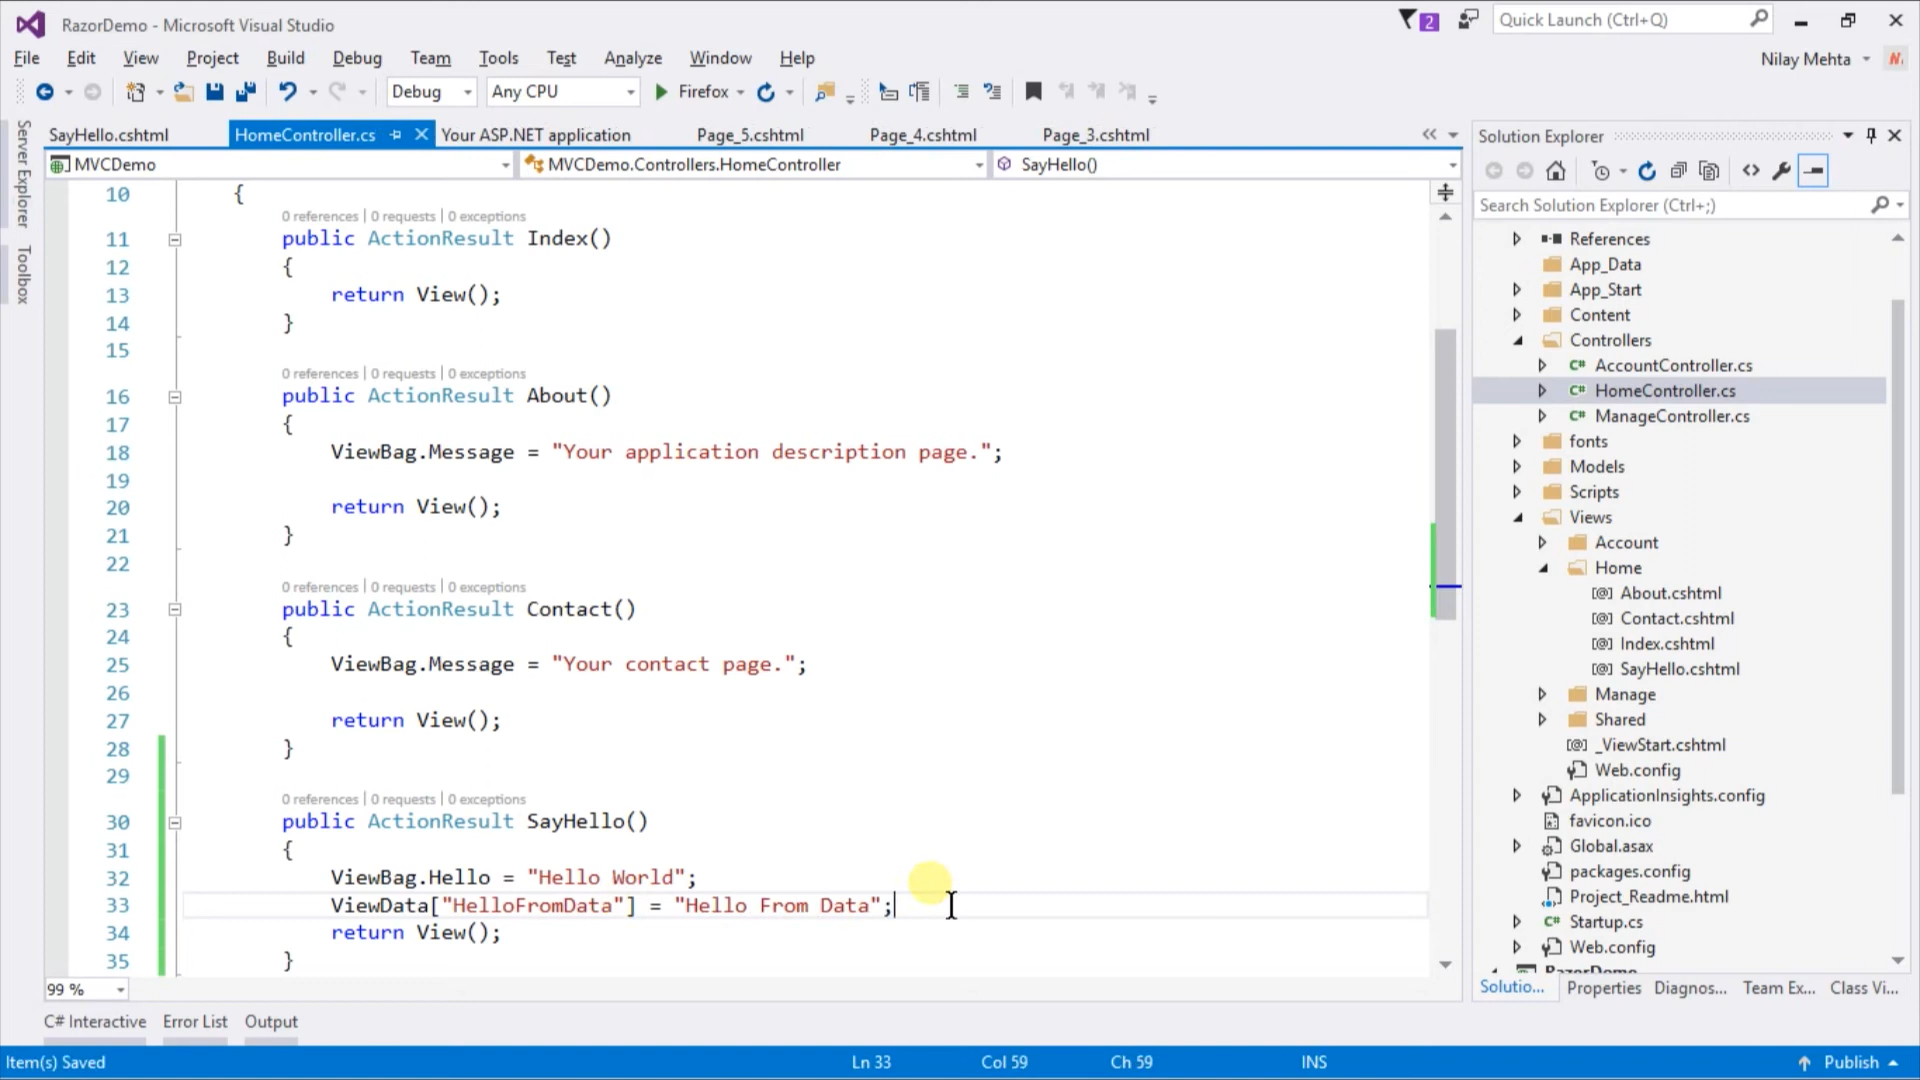 RazorDemo - Microsoft Visual Studio
2
Quick Launch (Ctrl+Q)
File Edit View Project Build Debug Team Tools Test Analyze Window Help
Nilay Mehta
Debug Any CPU Firefox
SayHello.cshtml HomeController.cs Your ASP.NET application Page_5.cshtml Page_4.cshtml Page_3.cshtml
MVCDemo MVCDemo.Controllers.HomeController SayHello()
Server Explorer
Toolbox
10 {
0 references | 0 requests | 0 exceptions
11 public ActionResult Index()
12 {
13 return View();
14 }
15
0 references | 0 requests | 0 exceptions
16 public ActionResult About()
17 {
18 ViewBag.Message = "Your application description page.";
19
20 return View();
21 }
22
0 references | 0 requests | 0 exceptions
23 public ActionResult Contact()
24 {
25 ViewBag.Message = "Your contact page.";
26
27 return View();
28 }
29
0 references | 0 requests | 0 exceptions
30 public ActionResult SayHello()
31 {
32 ViewBag.Hello = "Hello World";
33 ViewData["HelloFromData"] = "Hello From Data";
34 return View();
35 }
99 %
C# Interactive Error List Output
Solution Explorer
Search Solution Explorer (Ctrl+;)
References
App_Data
App_Start
Content
Controllers
C# AccountController.cs
C# HomeController.cs
C# ManageController.cs
fonts
Models
Scripts
Views
Account
Home
[@] About.cshtml
[@] Contact.cshtml
[@] Index.cshtml
[@] SayHello.cshtml
Manage
Shared
[@] _ViewStart.cshtml
Web.config
ApplicationInsights.config
favicon.ico
Global.asax
packages.config
Project_Readme.html
C# Startup.cs
Web.config
RazorDemo
Solutio... Properties Diagnos... Team Ex... Class Vi...
Item(s) Saved Ln 33 Col 59 Ch 59 INS Publish